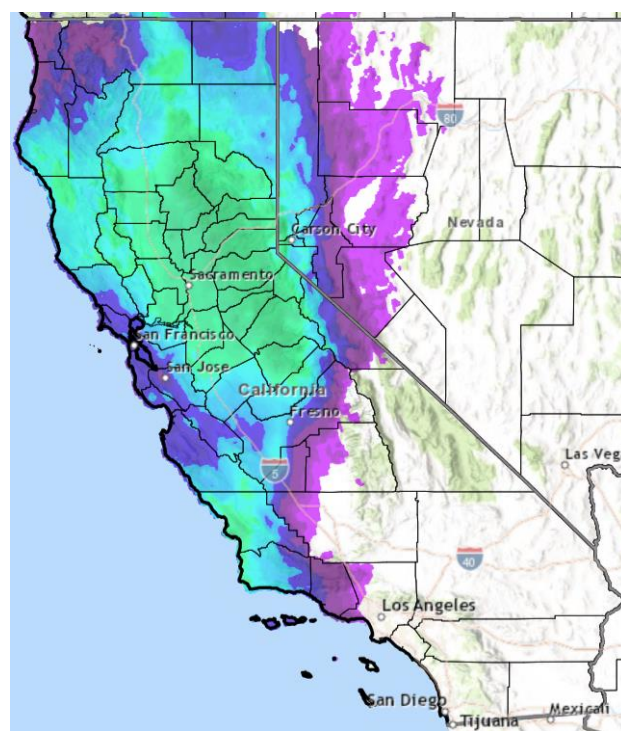 80
Nevada
Carson City
Sacramento
San Francisco
San Jose
California
Fresno
5
Las Veg
40
Los Angeles
San Diego
Mexicali
Tijuana